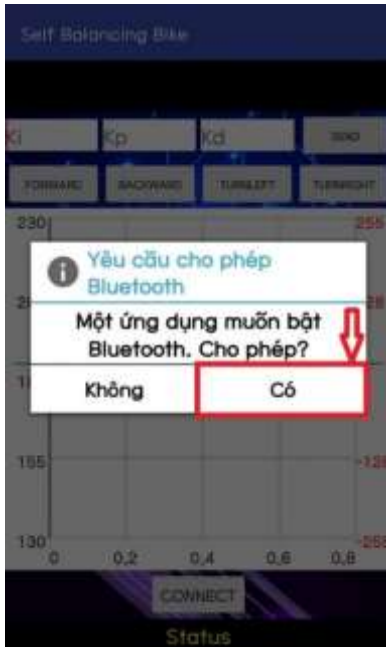 Self Balancing Bike
Ki Kp Kd SEND
FORWARD BACKWARD TURNLEFT TURNRIGHT
230 255
Yêu cầu cho phép
Bluetooth
Một ứng dụng muốn bật
Bluetooth. Cho phép?
Không Có
155
130 -255
0 0,2 0,4 0,6 0,8
CONNECT
Status